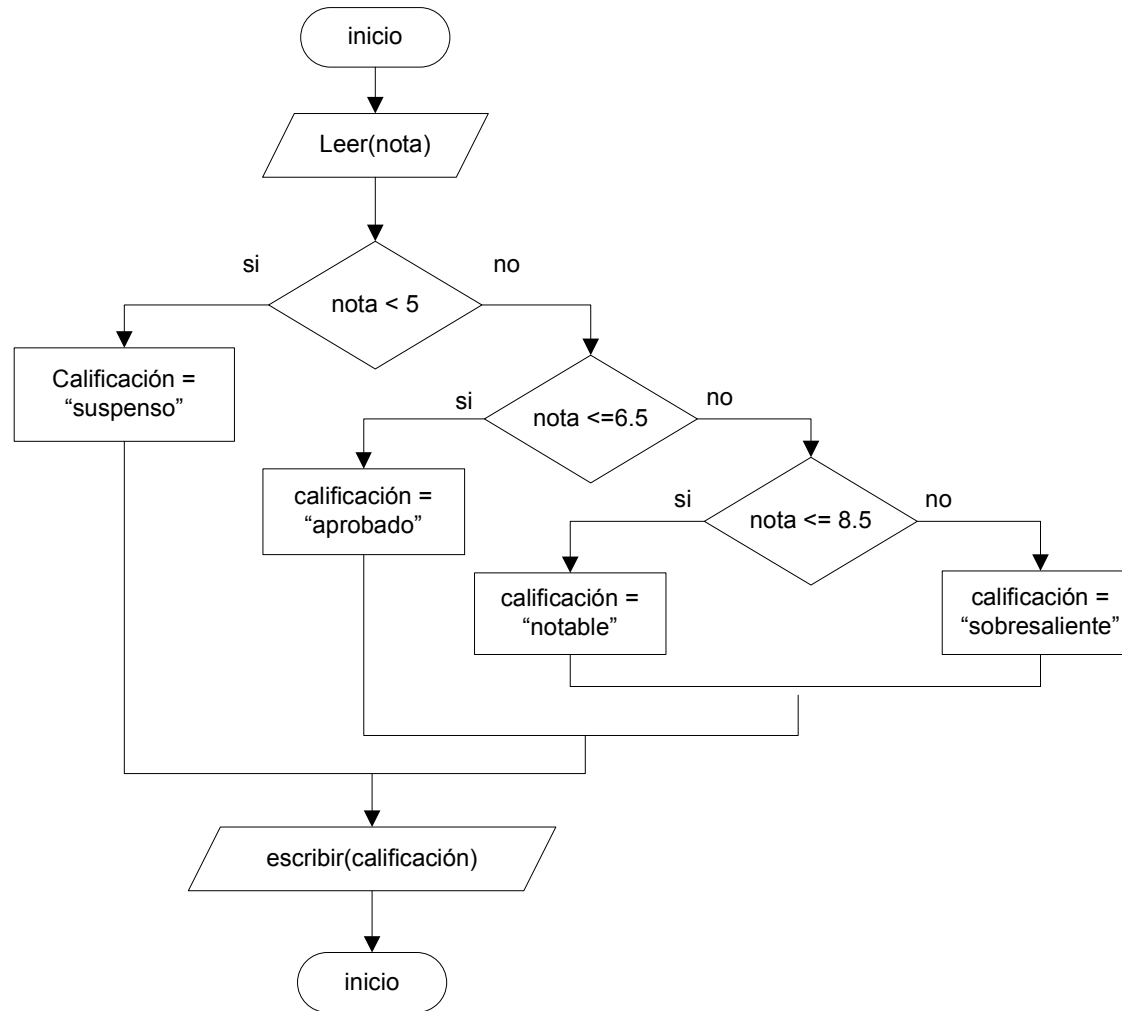 inicio
Leer(nota)
si
no
nota < 5
Calificación =
“suspenso”
si
no
nota <=6.5
calificación =
“aprobado”
si
no
nota <= 8.5
calificación =
“notable”
calificación =
“sobresaliente”
escribir(calificación)
inicio